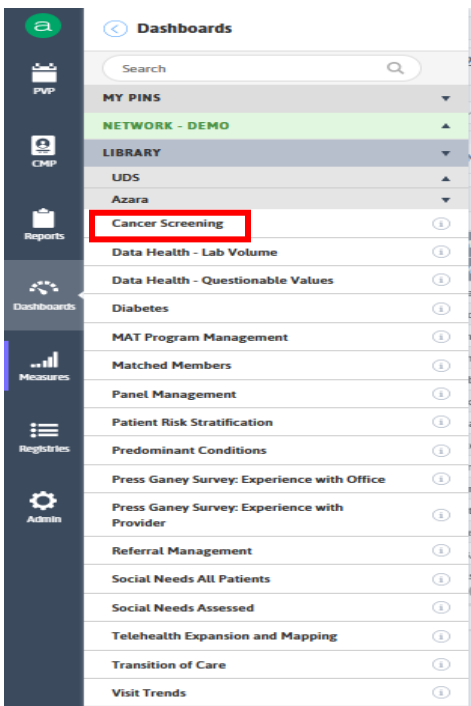 a
Dashboards
Search
PVP
MY PINS
NETWORK - DEMO
CMP
LIBRARY
UDS
Azara
Cancer Screening
Reports
Data Health - Lab Volume
Data Health - Questionable Values
Dashboards
Diabetes
MAT Program Management
Matched Members
Measures
Panel Management
Patient Risk Stratification
Registries
Predominant Conditions
Press Ganey Survey: Experience with Office
Press Ganey Survey: Experience with
Provider
Admin
Referral Management
Social Needs All Patients
Social Needs Assessed
Telehealth Expansion and Mapping
Transition of Care
Visit Trends